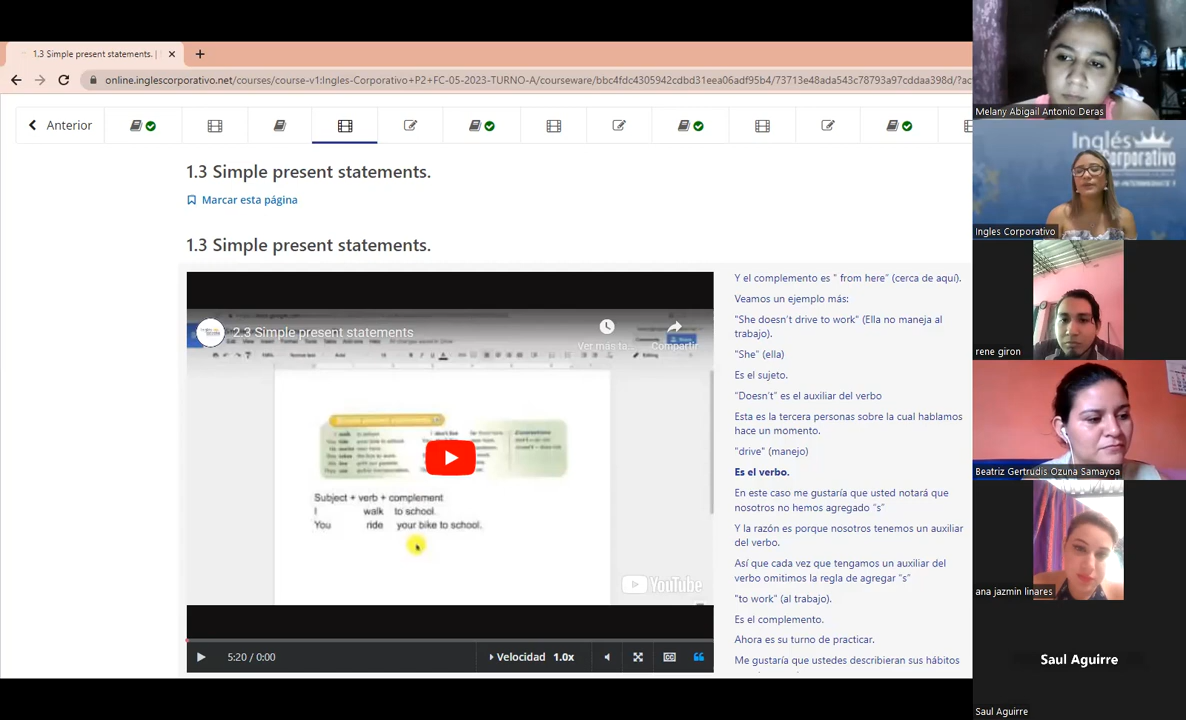 1.3 Simple present statements. |
online.inglescorporativo.net/courses/course-v1:Ingles-Corporativo+P2+FC-05-2023-TURNO-A/courseware/bbc4fdc4305942cdbd31eea06adf95b4/73713e48ada543c78793a97cddaa398d/?ac
Anterior
1.3 Simple present statements.
Marcar esta página
1.3 Simple present statements.
2.3 Simple present statements
Ver más ta...
Compartir
Simple present statements
Subject + verb + complement
I walk to school.
You ride your bike to school.
YouTube
5:20 / 0:00
Velocidad 1.0x
Y el complemento es " from here" (cerca de aquí).
Veamos un ejemplo más:
"She doesn't drive to work" (Ella no maneja al
trabajo).
"She" (ella)
Es el sujeto.
"Doesn't" es el auxiliar del verbo
Esta es la tercera personas sobre la cual hablamos
hace un momento.
"drive" (manejo)
Es el verbo.
En este caso me gustaría que usted notará que
nosotros no hemos agregado "s"
Y la razón es porque nosotros tenemos un auxiliar
del verbo.
Así que cada vez que tengamos un auxiliar del
verbo omitimos la regla de agregar "s"
"to work" (al trabajo).
Es el complemento.
Ahora es su turno de practicar.
Me gustaría que ustedes describieran sus hábitos
Melany Abigail Antonio Deras
Inglés
Corporativo
Ingles Corporativo
rene giron
Beatriz Gertrudis Ozuna Samayoa
ana jazmin linares
Saul Aguirre
Saul Aguirre